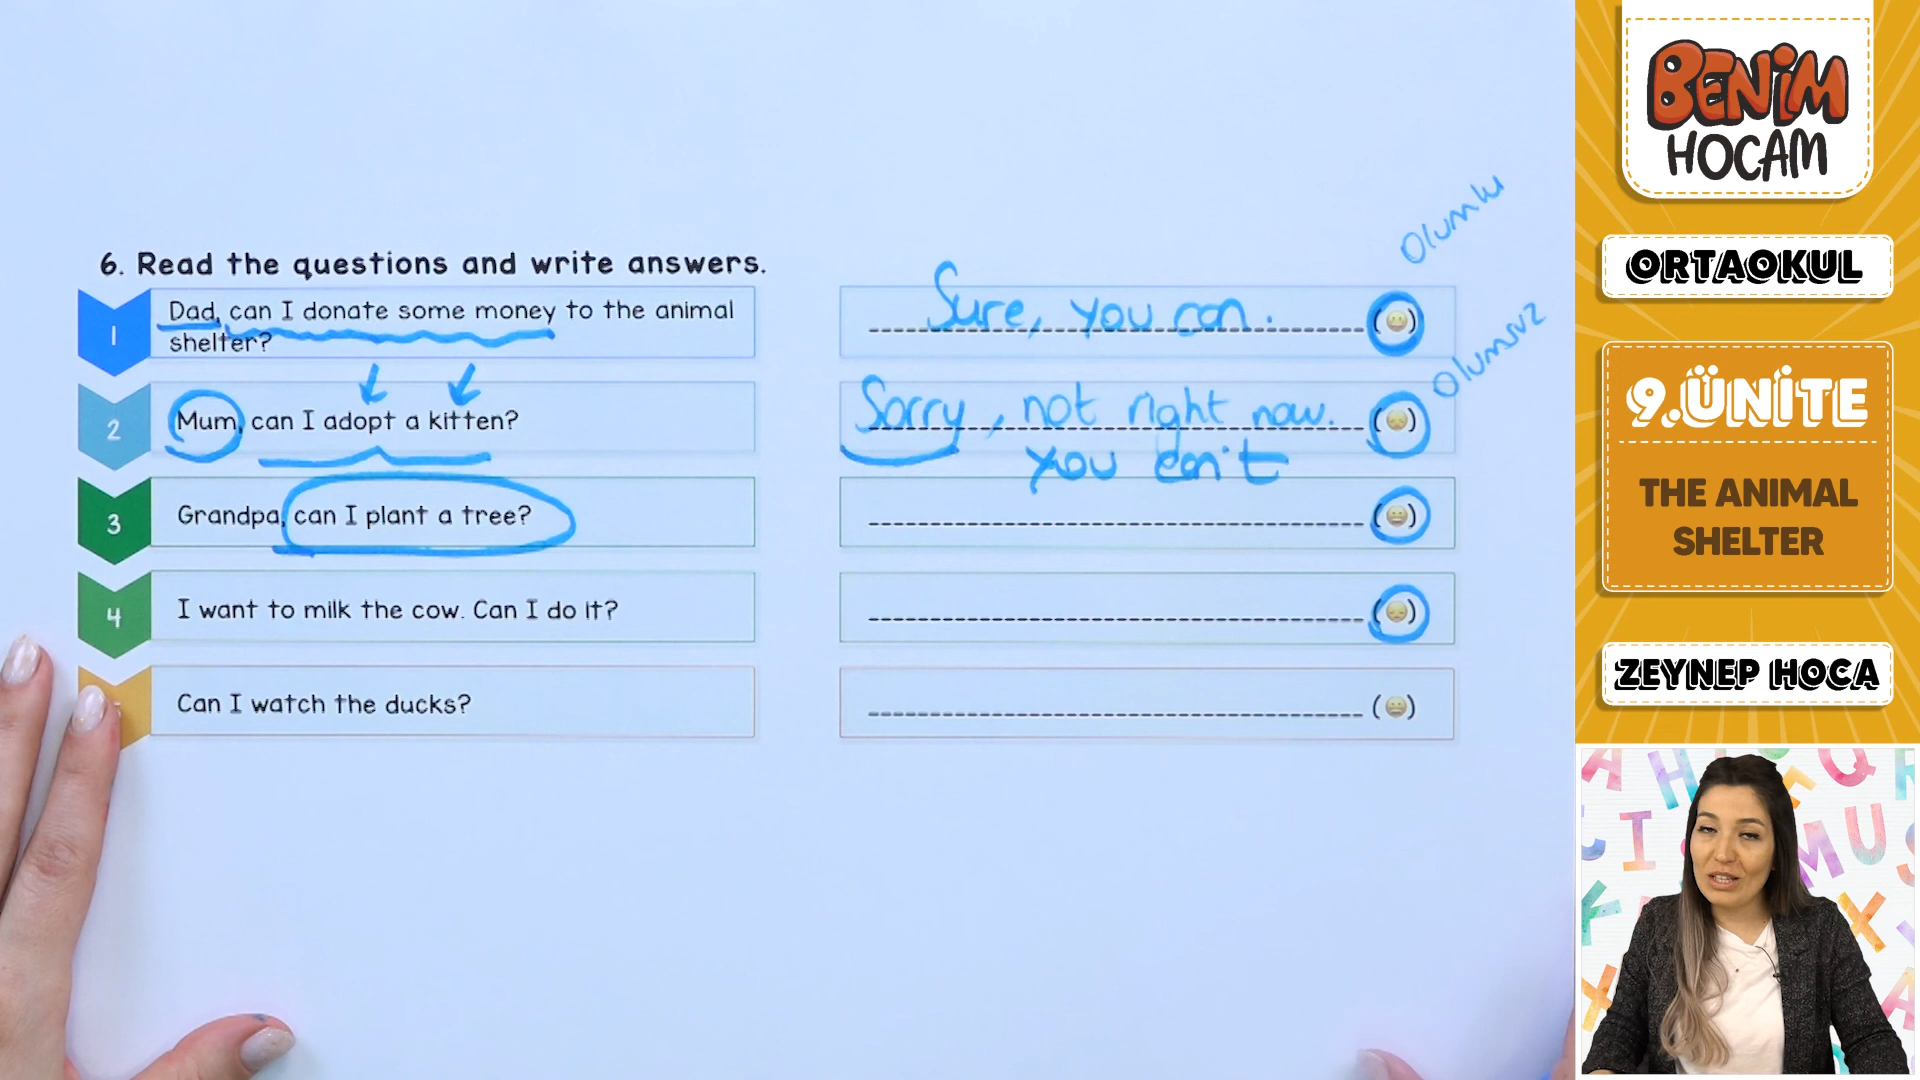 BENİM
HOCAM
ORTAOKUL
9.ÜNİTE
THE ANIMAL
SHELTER
ZEYNEP HOCA
6. Read the questions and write answers.
1
Dad, can I donate some money to the animal
shelter?
Sure, you can.
Olumlu
2
Mum, can I adopt a kitten?
Sorry, not right now.
you can't
Olumsuz
3
Grandpa, can I plant a tree?
4
I want to milk the cow. Can I do it?
Can I watch the ducks?